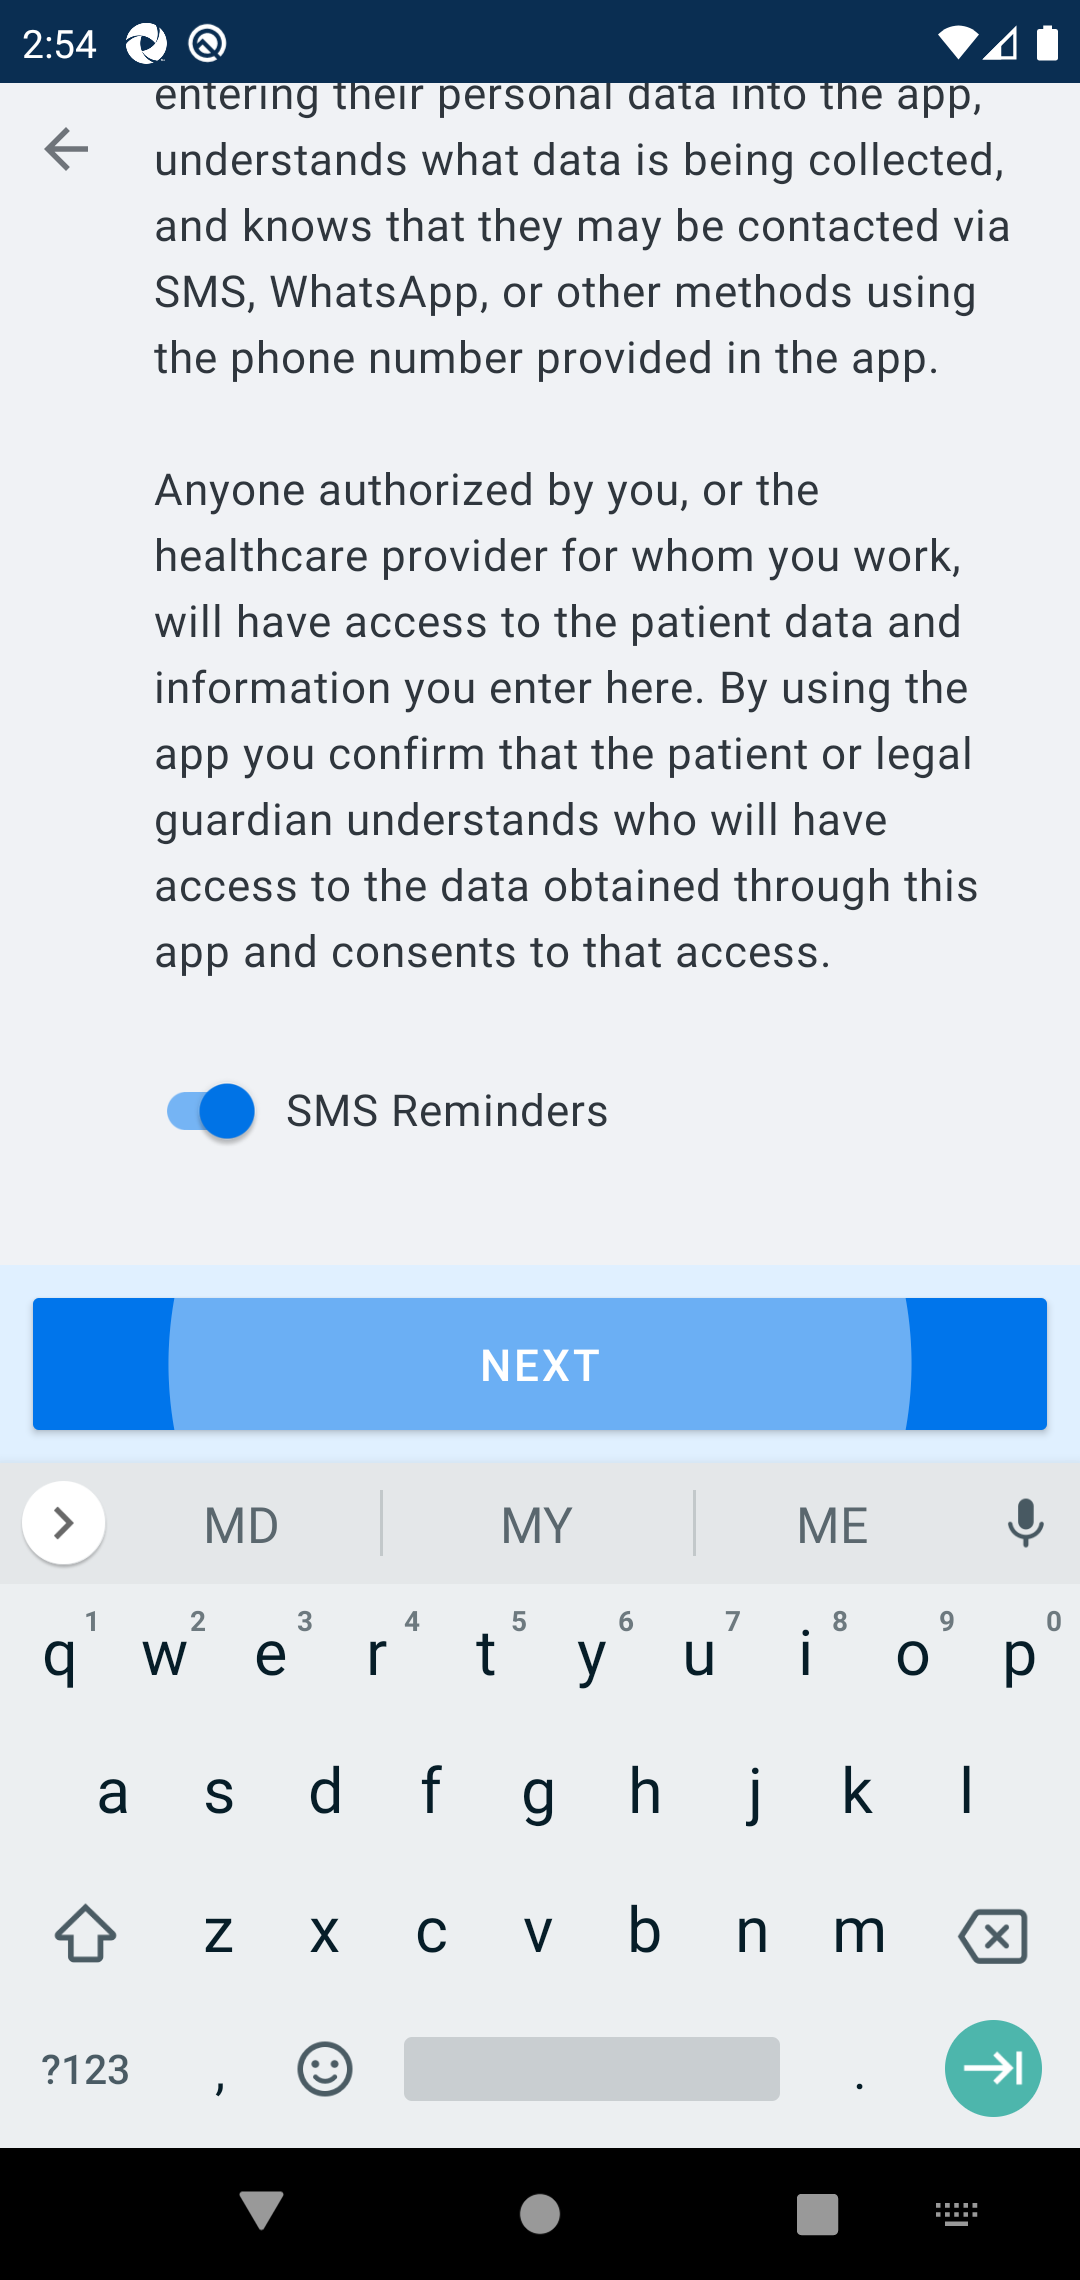 2:54
entering their personal data into the app,
understands what data is being collected,
and knows that they may be contacted via
SMS, WhatsApp, or other methods using
the phone number provided in the app.
Anyone authorized by you, or the
healthcare provider for whom you work,
will have access to the patient data and
information you enter here. By using the
app you confirm that the patient or legal
guardian understands who will have
access to the data obtained through this
app and consents to that access.
SMS Reminders
NEXT
MD MY ME
1 2 3 4 5 6 7 8 9 0
q w e r t y u i o p
a s d f g h j k l
z x c v b n m
?123 , .